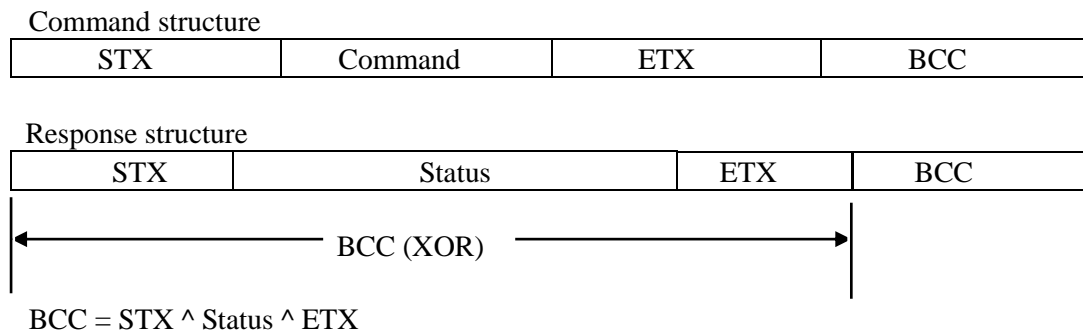 Command structure
STX Command ETX BCC
Response structure
STX Status ETX BCC
BCC (XOR)
BCC = STX ^ Status ^ ETX